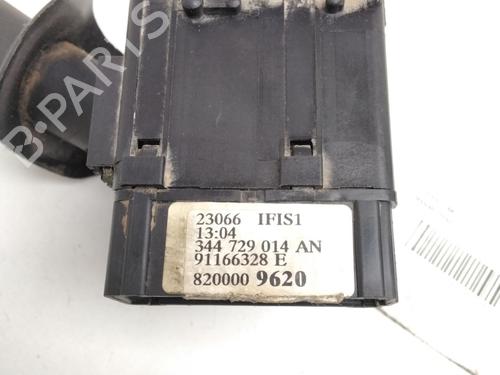 B-PARTS
23066 IFIS1
13:04
344 729 014 AN
91166328 E
820000 9620